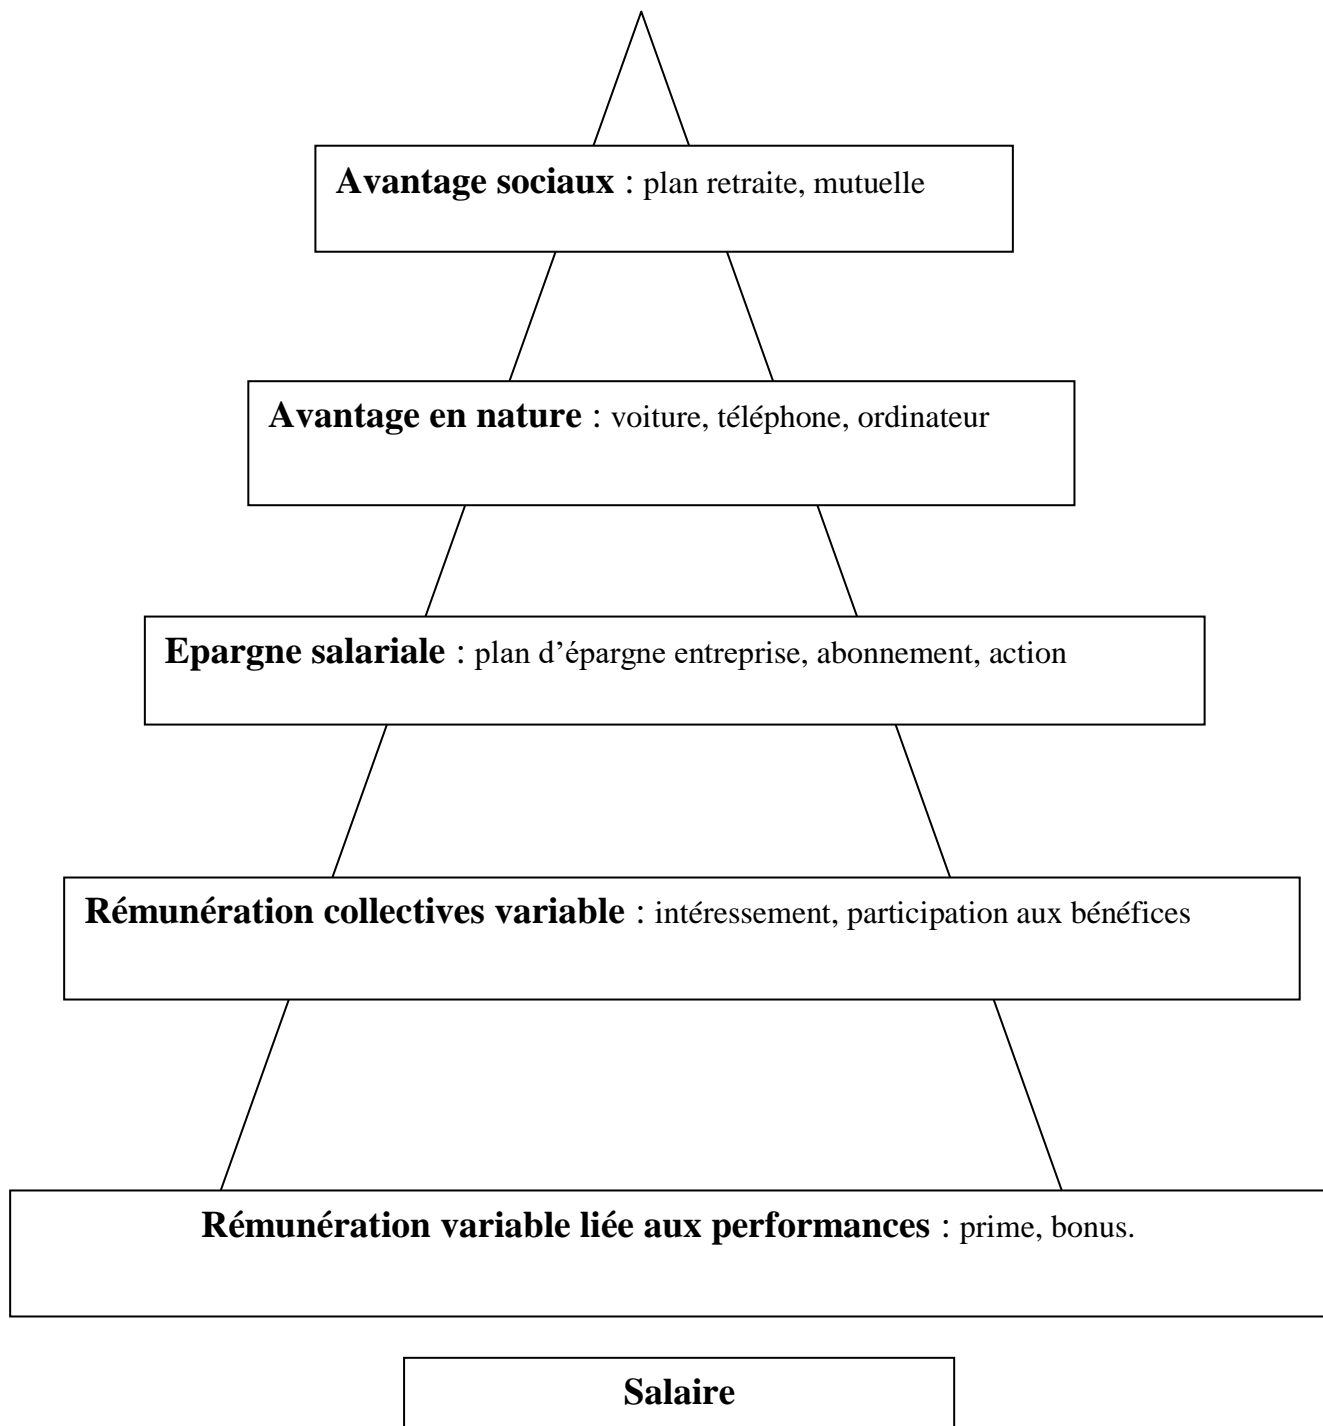 Avantage sociaux : plan retraite, mutuelle
Avantage en nature : voiture, téléphone, ordinateur
Epargne salariale : plan d’épargne entreprise, abonnement, action
Rémunération collectives variable : intéressement, participation aux bénéfices
Rémunération variable liée aux performances : prime, bonus.
Salaire